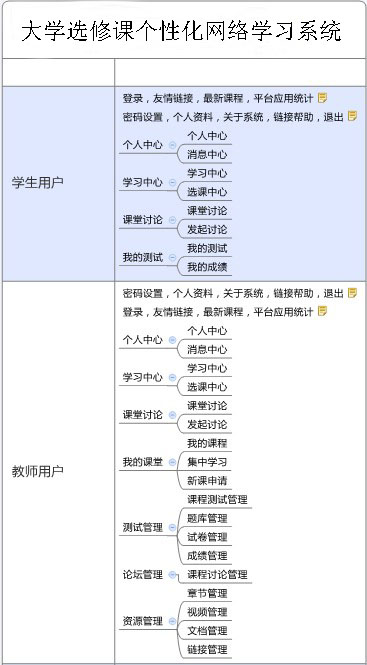 大学选修课个性化网络学习系统
学生用户
登录，友情链接，最新课程，平台应用统计
密码设置，个人资料，关于系统，链接帮助，退出
个人中心
个人中心
消息中心
学习中心
学习中心
选课中心
课堂讨论
课堂讨论
发起讨论
我的测试
我的测试
我的成绩
教师用户
密码设置，个人资料，关于系统，链接帮助，退出
登录，友情链接，最新课程，平台应用统计
个人中心
个人中心
消息中心
学习中心
学习中心
选课中心
课堂讨论
课堂讨论
发起讨论
我的课堂
我的课程
集中学习
新课申请
测试管理
课程测试管理
题库管理
试卷管理
成绩管理
论坛管理
课程讨论管理
资源管理
章节管理
视频管理
文档管理
链接管理